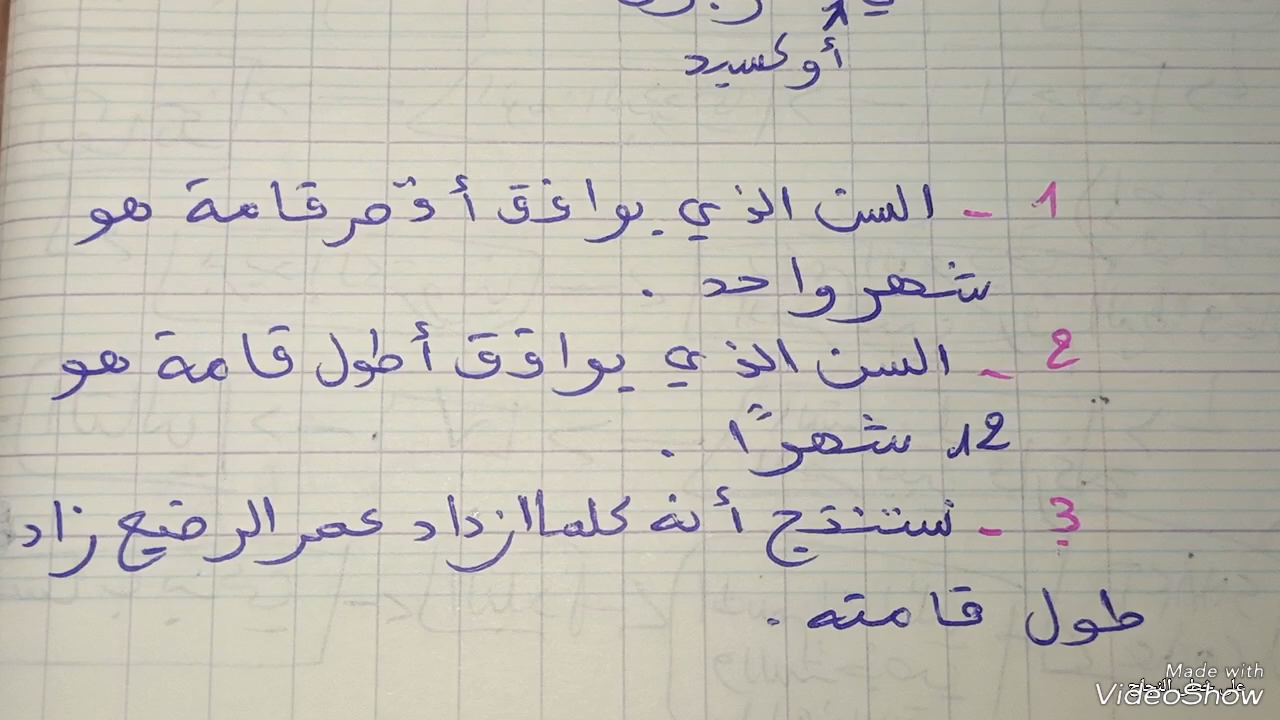 أوكسيد
1 - السن الذي يوافق أقصر قامة هو
شهر واحد .
2 - السن الذي يوافق أطول قامة هو
12 شهرًا .
3 - نستنتج أنه كلما ازداد عمر الرضيع زاد
طول قامته .
Made with
VideoShow